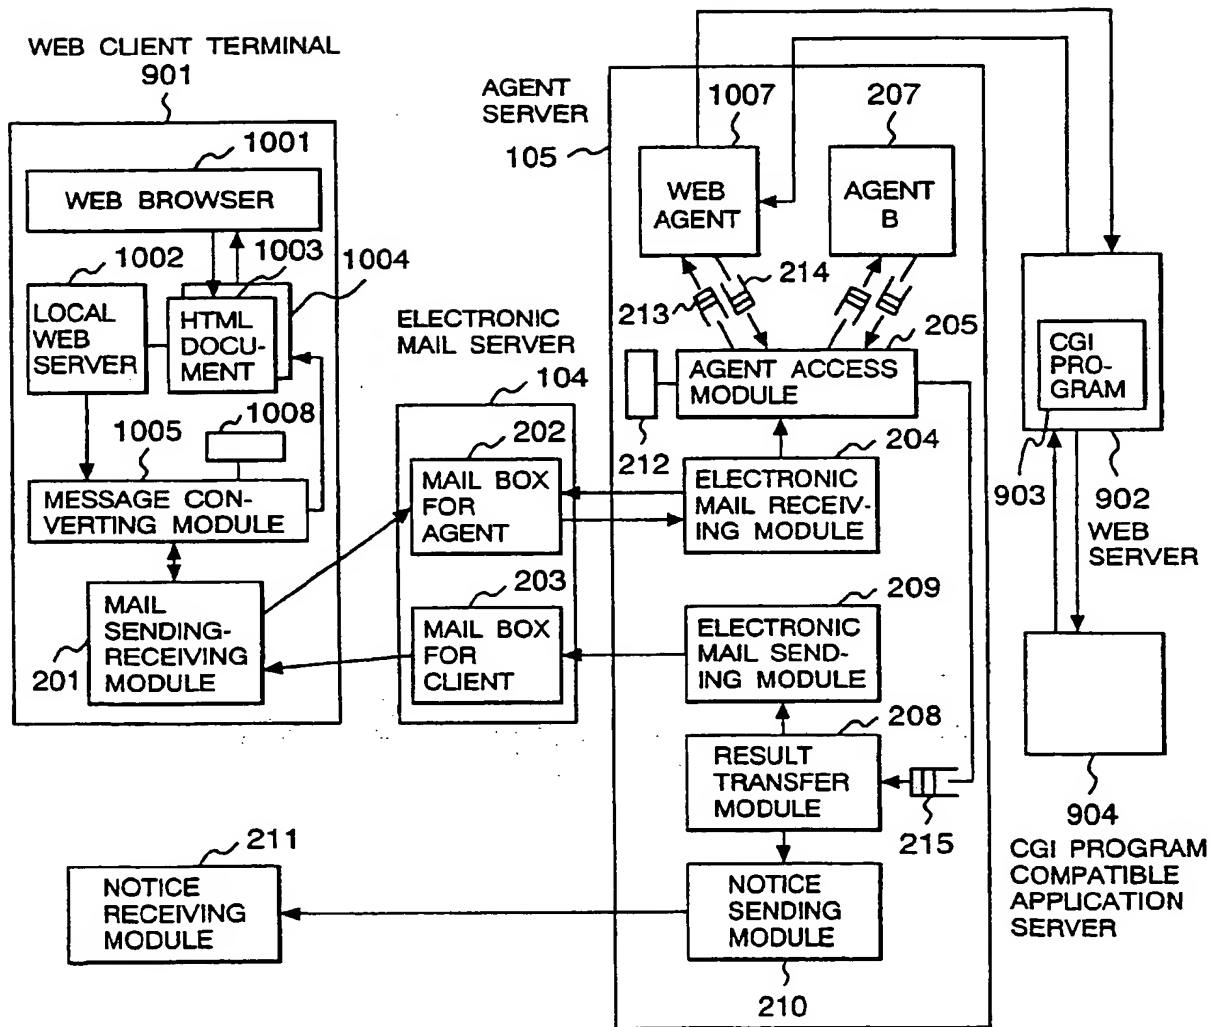 WEB CLIENT TERMINAL
901
1001
WEB BROWSER
1002
1003
1004
LOCAL
WEB
SERVER
HTML
DOCU-
MENT
1005
1008
MESSAGE CON-
VERTING MODULE
MAIL
SENDING-
RECEIVING
MODULE
201
ELECTRONIC
MAIL SERVER
104
202
MAIL BOX
FOR
AGENT
203
MAIL BOX
FOR
CLIENT
AGENT
SERVER
105
1007
WEB
AGENT
207
AGENT
B
213
214
205
AGENT ACCESS
MODULE
212
204
ELECTRONIC
MAIL RECEIV-
ING MODULE
209
ELECTRONIC
MAIL SEND-
ING MODULE
208
RESULT
TRANSFER
MODULE
215
NOTICE
SENDING
MODULE
210
211
NOTICE
RECEIVING
MODULE
CGI
PRO-
GRAM
903
902
WEB
SERVER
904
CGI PROGRAM
COMPATIBLE
APPLICATION
SERVER